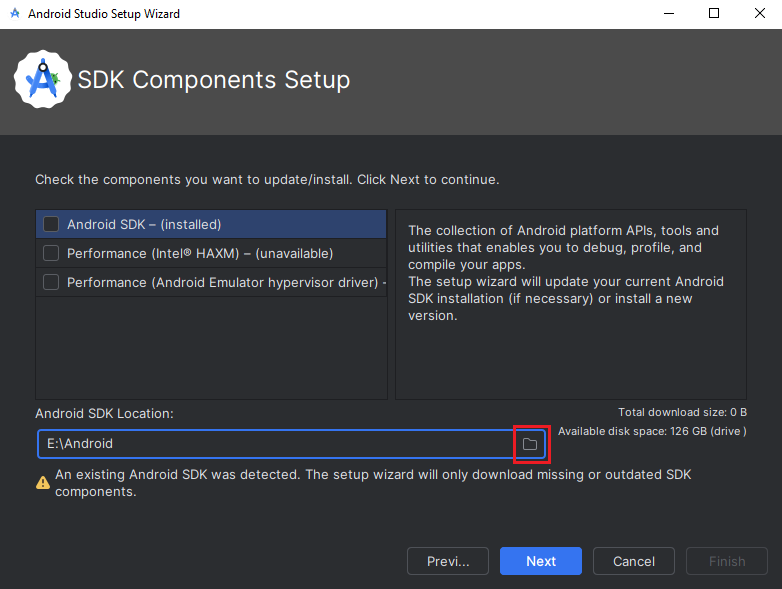 Android Studio Setup Wizard
SDK Components Setup
Check the components you want to update/install. Click Next to continue.
Android SDK – (installed)
Performance (Intel® HAXM) – (unavailable)
Performance (Android Emulator hypervisor driver) -
The collection of Android platform APIs, tools and
utilities that enables you to debug, profile, and
compile your apps.
The setup wizard will update your current Android
SDK installation (if necessary) or install a new
version.
Android SDK Location:
Total download size: 0 B
E:\Android
Available disk space: 126 GB (drive )
An existing Android SDK was detected. The setup wizard will only download missing or outdated SDK
components.
Previ...
Next
Cancel
Finish